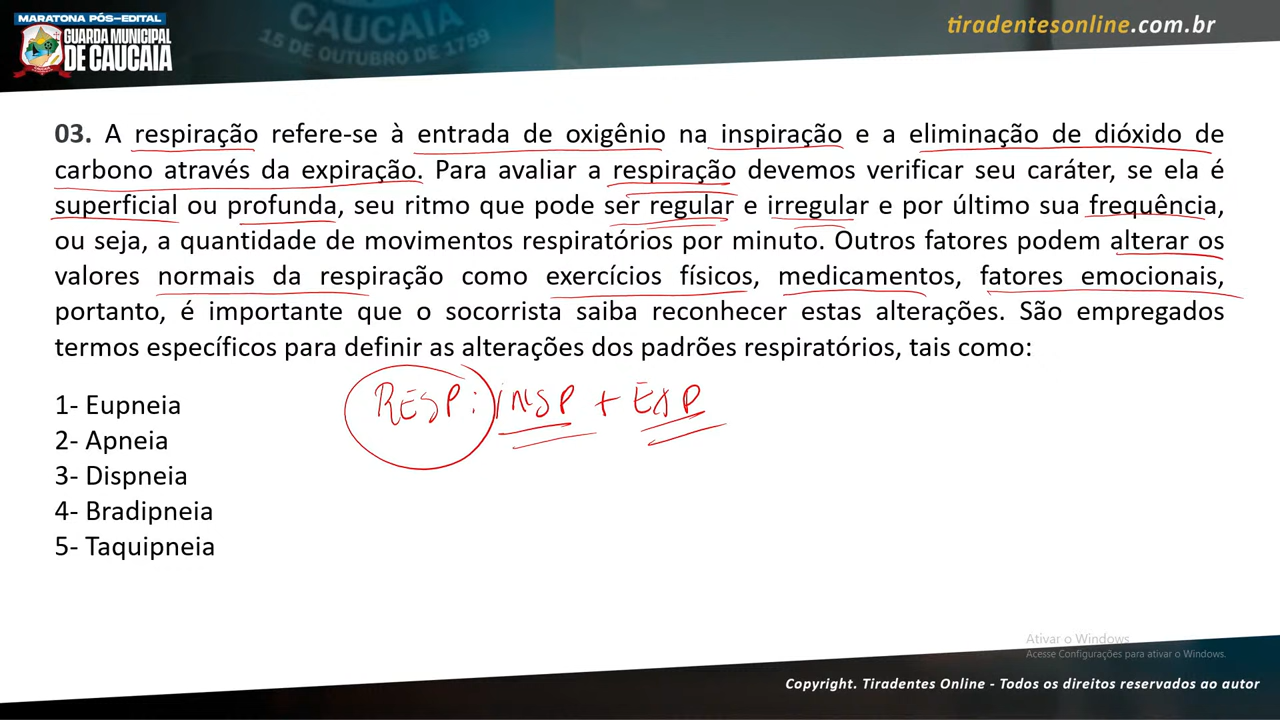 MARATONA PÓS-EDITAL
GUARDA MUNICIPAL
DE CAUCAIA
CAUCAIA
15 DE OUTUBRO DE 1759
tiradentesonline.com.br
03. A respiração refere-se à entrada de oxigênio na inspiração e a eliminação de dióxido de
carbono através da expiração. Para avaliar a respiração devemos verificar seu caráter, se ela é
superficial ou profunda, seu ritmo que pode ser regular e irregular e por último sua frequência,
ou seja, a quantidade de movimentos respiratórios por minuto. Outros fatores podem alterar os
valores normais da respiração como exercícios físicos, medicamentos, fatores emocionais,
portanto, é importante que o socorrista saiba reconhecer estas alterações. São empregados
termos específicos para definir as alterações dos padrões respiratórios, tais como:
RESP: INSP + EXP
1- Eupneia
2- Apneia
3- Dispneia
4- Bradipneia
5- Taquipneia
Ativar o Windows
Acesse Configurações para ativar o Windows.
Copyright. Tiradentes Online - Todos os direitos reservados ao autor